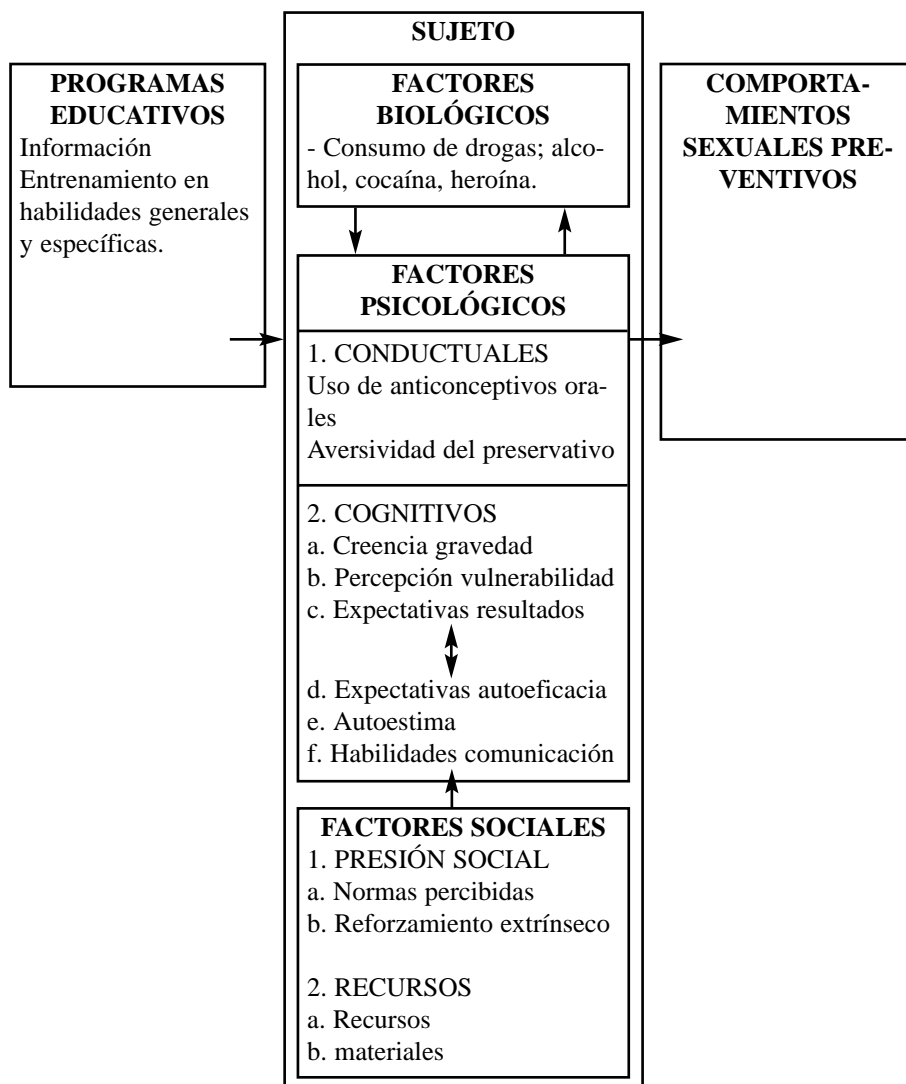 PROGRAMAS
EDUCATIVOS
Información
Entrenamiento en
habilidades generales
y específicas.
SUJETO
FACTORES
BIOLÓGICOS
- Consumo de drogas; alco-
hol, cocaína, heroína.
FACTORES
PSICOLÓGICOS
1. CONDUCTUALES
Uso de anticonceptivos ora-
les
Aversividad del preservativo
2. COGNITIVOS
a. Creencia gravedad
b. Percepción vulnerabilidad
c. Expectativas resultados
d. Expectativas autoeficacia
e. Autoestima
f. Habilidades comunicación
FACTORES SOCIALES
1. PRESIÓN SOCIAL
a. Normas percibidas
b. Reforzamiento extrínseco
2. RECURSOS
a. Recursos
b. materiales
COMPORTA-
MIENTOS
SEXUALES PRE-
VENTIVOS